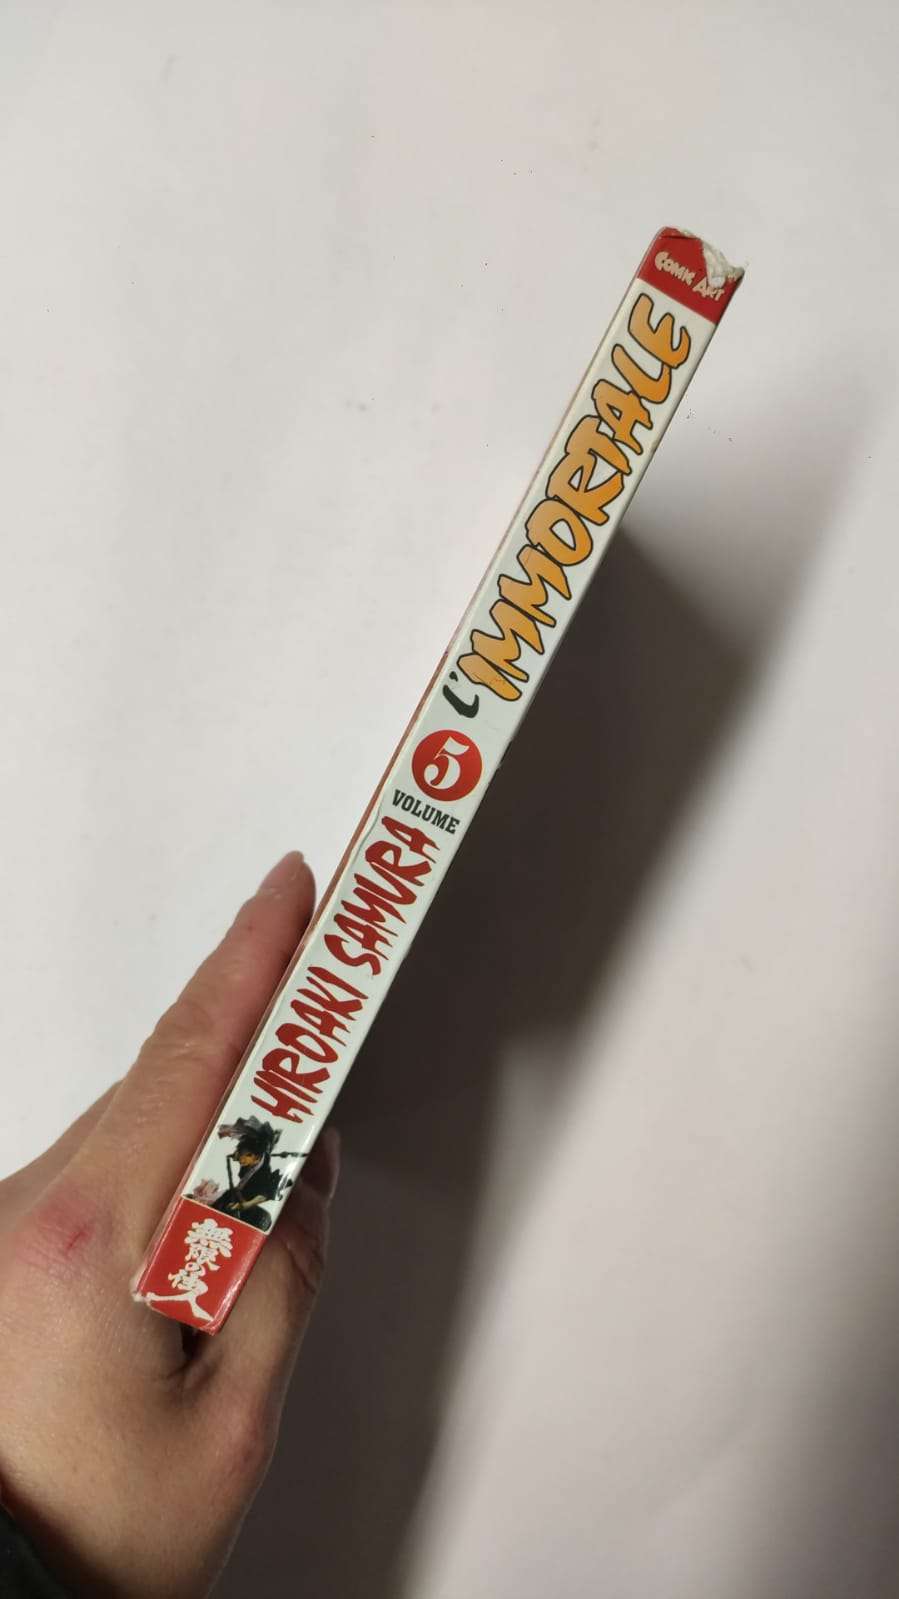 COMIC ART
L'IMMORTALE
5
VOLUME
HIROAKI SAMURA
無限の住人